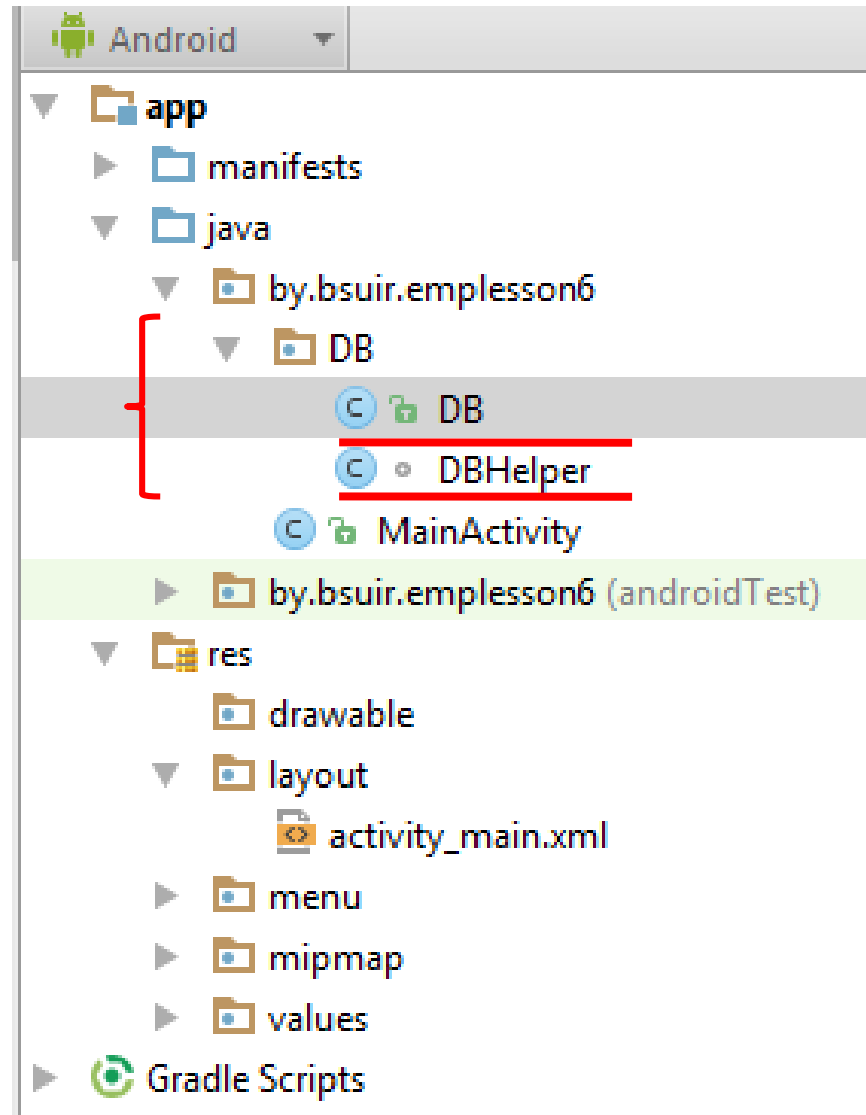 Android
app
manifests
java
by.bsuir.emplesson6
DB
DB
DBHelper
MainActivity
by.bsuir.emplesson6 (androidTest)
res
drawable
layout
activity_main.xml
menu
mipmap
values
Gradle Scripts